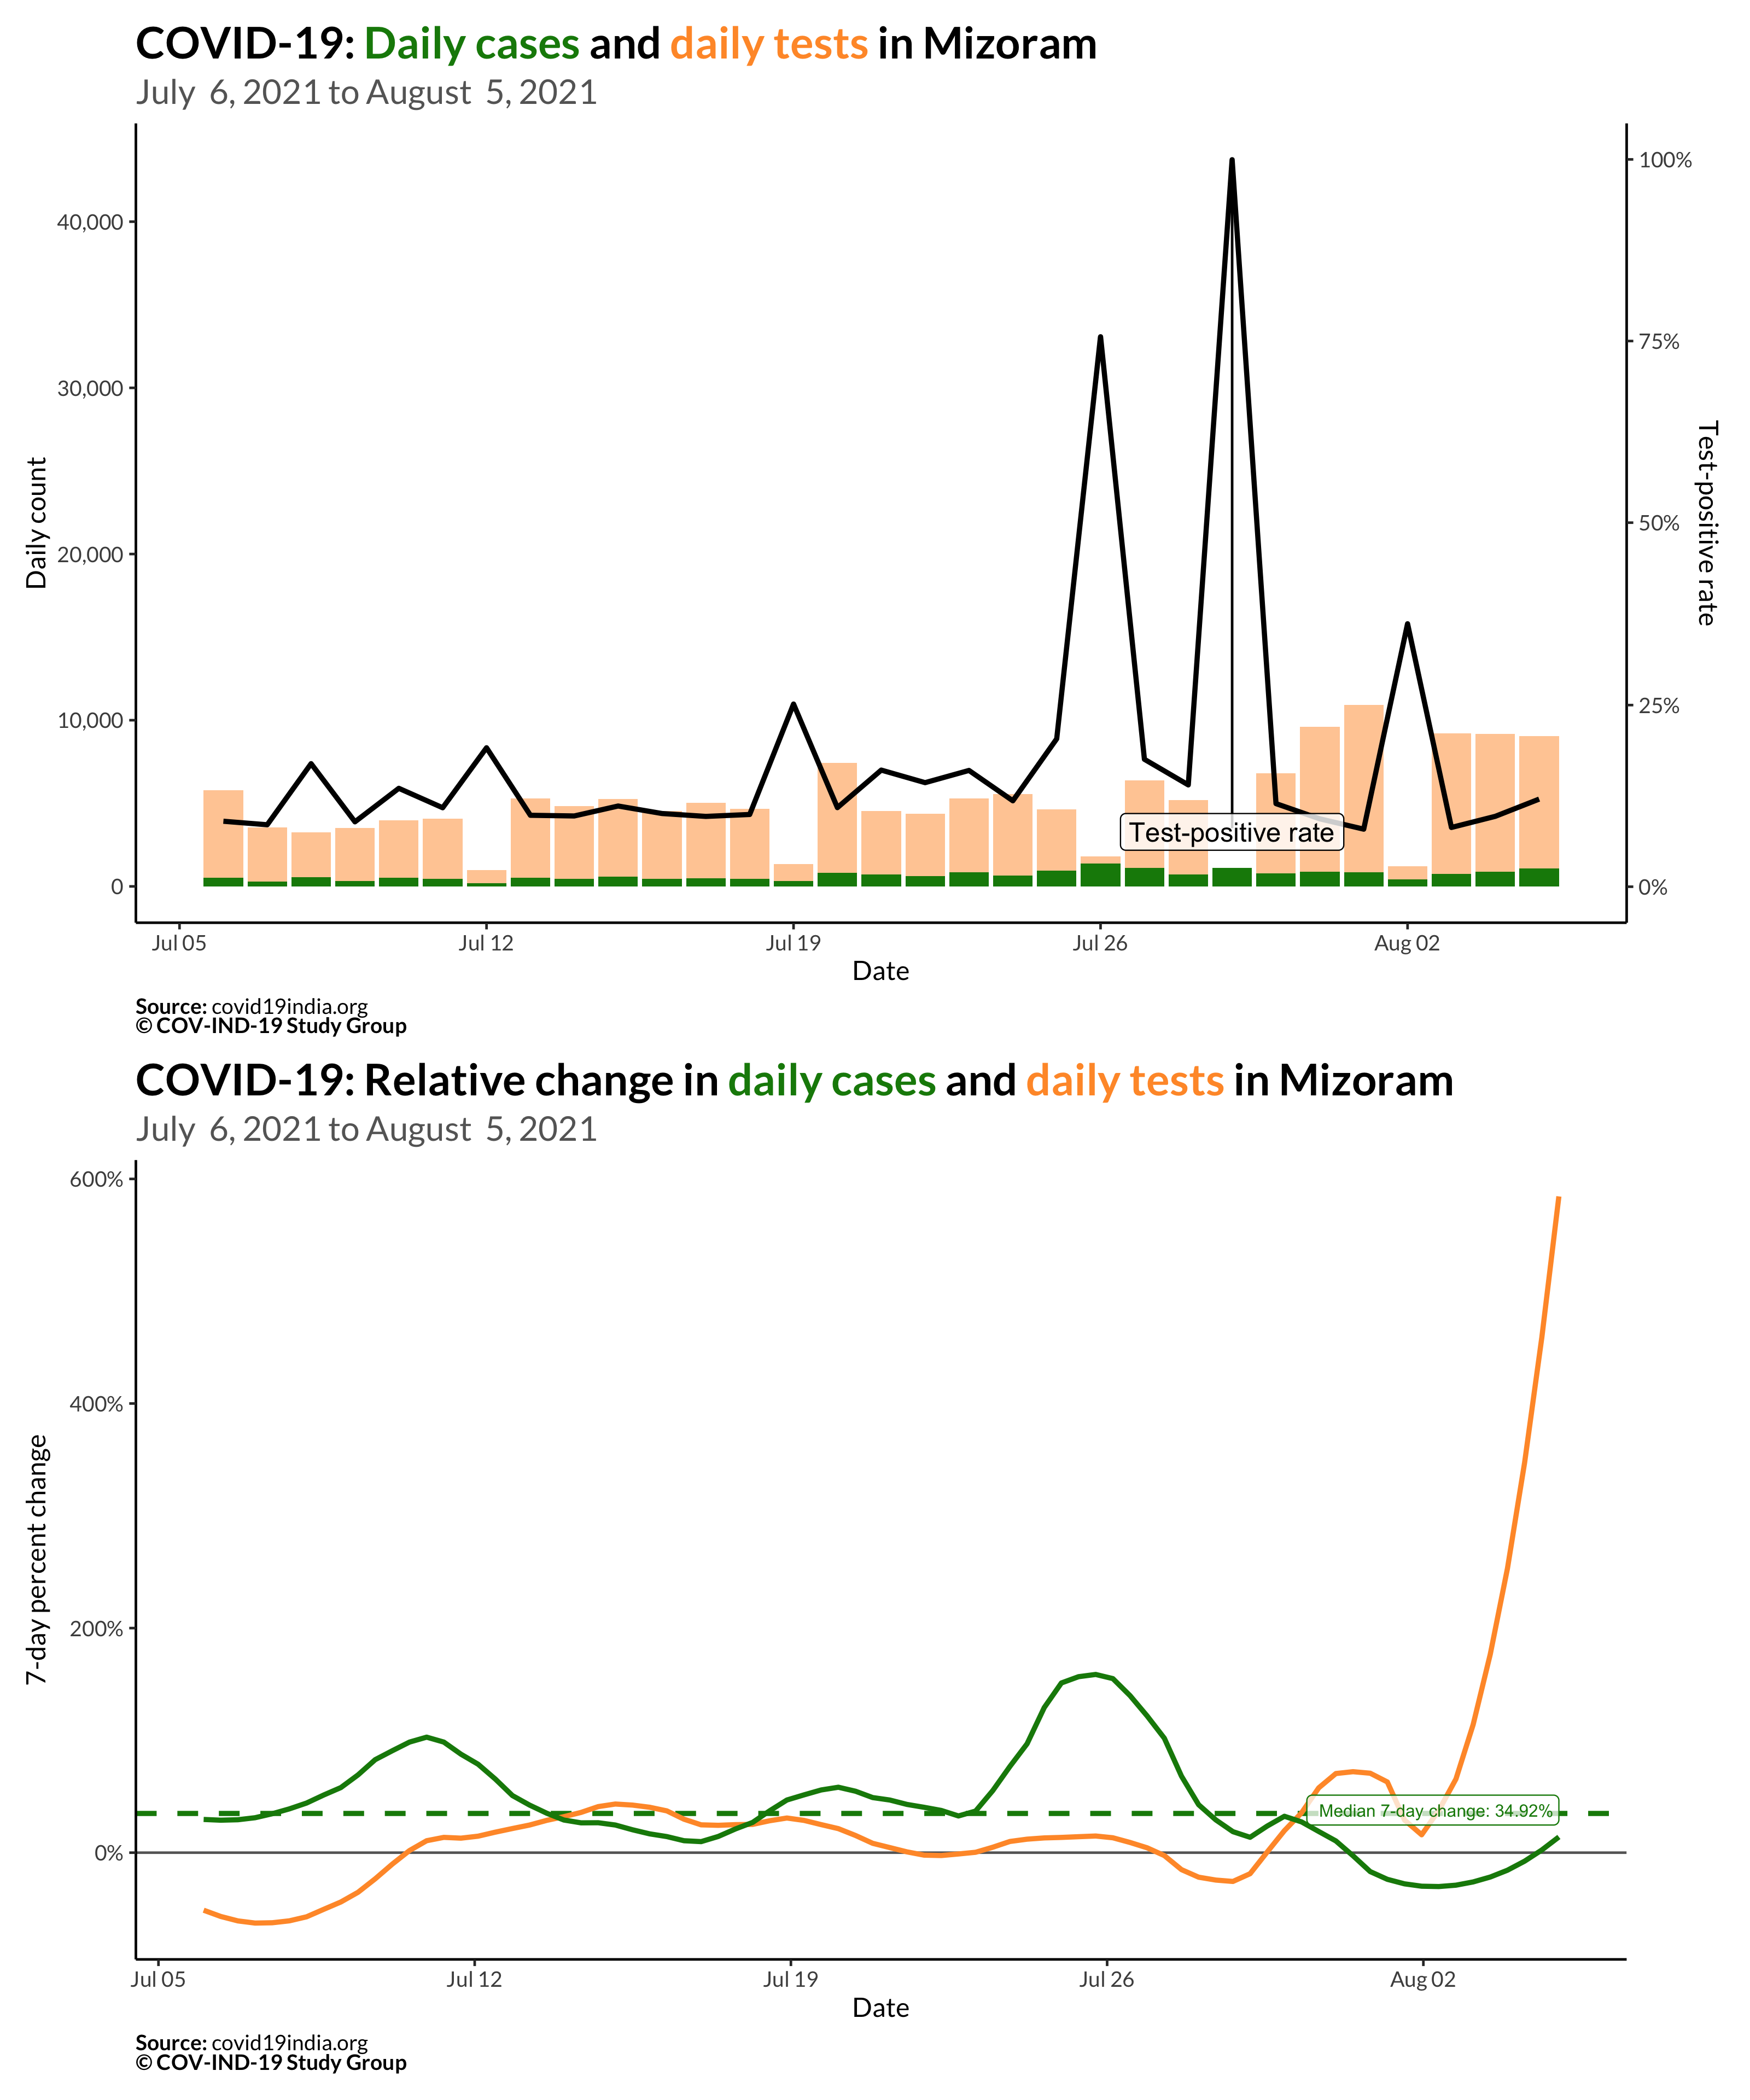 COVID-19: Daily cases and daily tests in Mizoram
July 6, 2021 to August 5, 2021
100%
40,000
75%
30,000
Daily count
Test-positive rate
50%
20,000
25%
10,000
Test-positive rate
0
0%
Jul 05
Jul 12
Jul 19
Jul 26
Aug 02
Date
Source: covid19india.org
© COV-IND-19 Study Group
COVID-19: Relative change in daily cases and daily tests in Mizoram
July 6, 2021 to August 5, 2021
600%
400%
7-day percent change
200%
Median 7-day change: 34.92%
0%
Jul 05
Jul 12
Jul 19
Jul 26
Aug 02
Date
Source: covid19india.org
© COV-IND-19 Study Group